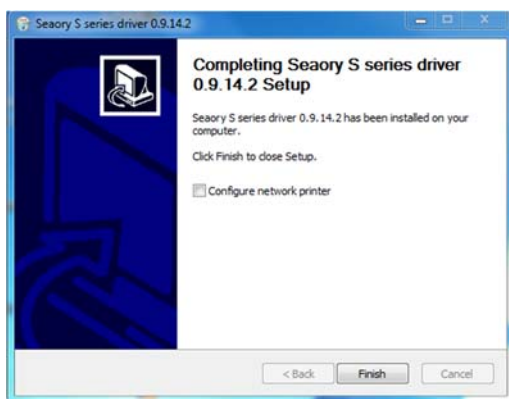 Seaory S series driver 0.9.14.2
Completing Seaory S series driver
0.9.14.2 Setup
Seaory S series driver 0.9.14.2 has been installed on your
computer.
Click Finish to close Setup.
Configure network printer
< Back
Finish
Cancel